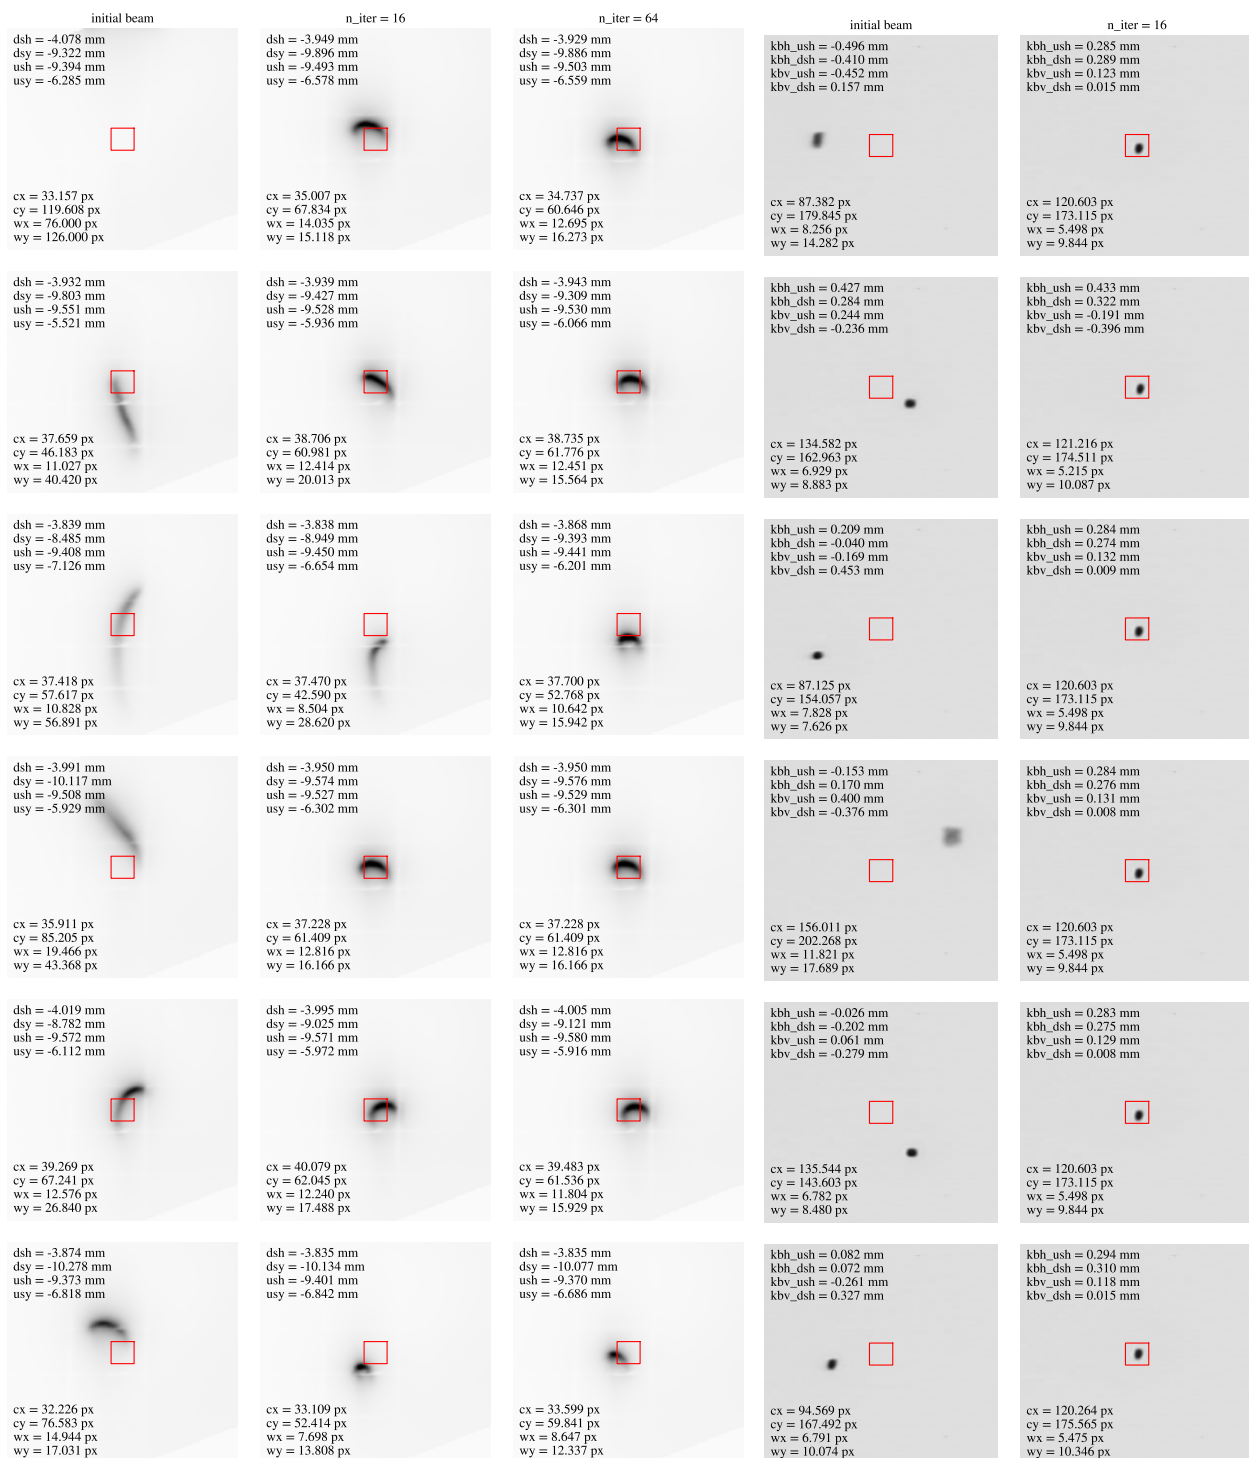 initial beam
n_iter = 16
n_iter = 64
initial beam
n_iter = 16
dsh = -4.078 mm
dsy = -9.322 mm
ush = -9.394 mm
usy = -6.285 mm
cx = 33.157 px
cy = 119.608 px
wx = 76.000 px
wy = 126.000 px
dsh = -3.949 mm
dsy = -9.896 mm
ush = -9.493 mm
usy = -6.578 mm
cx = 35.007 px
cy = 67.834 px
wx = 14.035 px
wy = 15.118 px
dsh = -3.929 mm
dsy = -9.886 mm
ush = -9.503 mm
usy = -6.559 mm
cx = 34.737 px
cy = 60.646 px
wx = 12.695 px
wy = 16.273 px
kbh_ush = -0.496 mm
kbh_dsh = -0.410 mm
kbv_ush = -0.452 mm
kbv_dsh = 0.157 mm
cx = 87.382 px
cy = 179.845 px
wx = 8.256 px
wy = 14.282 px
kbh_ush = 0.285 mm
kbh_dsh = 0.289 mm
kbv_ush = 0.123 mm
kbv_dsh = 0.015 mm
cx = 120.603 px
cy = 173.115 px
wx = 5.498 px
wy = 9.844 px
dsh = -3.932 mm
dsy = -9.803 mm
ush = -9.551 mm
usy = -5.521 mm
cx = 37.659 px
cy = 46.183 px
wx = 11.027 px
wy = 40.420 px
dsh = -3.939 mm
dsy = -9.427 mm
ush = -9.528 mm
usy = -5.936 mm
cx = 38.706 px
cy = 60.981 px
wx = 12.414 px
wy = 20.013 px
dsh = -3.943 mm
dsy = -9.309 mm
ush = -9.530 mm
usy = -6.066 mm
cx = 38.735 px
cy = 61.776 px
wx = 12.451 px
wy = 15.564 px
kbh_ush = 0.427 mm
kbh_dsh = 0.284 mm
kbv_ush = 0.244 mm
kbv_dsh = -0.236 mm
cx = 134.582 px
cy = 162.963 px
wx = 6.929 px
wy = 8.883 px
kbh_ush = 0.433 mm
kbh_dsh = 0.322 mm
kbv_ush = -0.191 mm
kbv_dsh = -0.396 mm
cx = 121.216 px
cy = 174.511 px
wx = 5.215 px
wy = 10.087 px
dsh = -3.839 mm
dsy = -8.485 mm
ush = -9.408 mm
usy = -7.126 mm
cx = 37.418 px
cy = 57.617 px
wx = 10.828 px
wy = 56.891 px
dsh = -3.838 mm
dsy = -8.949 mm
ush = -9.450 mm
usy = -6.654 mm
cx = 37.470 px
cy = 42.590 px
wx = 8.504 px
wy = 28.620 px
dsh = -3.868 mm
dsy = -9.393 mm
ush = -9.441 mm
usy = -6.201 mm
cx = 37.700 px
cy = 52.768 px
wx = 10.642 px
wy = 15.942 px
kbh_ush = 0.209 mm
kbh_dsh = -0.040 mm
kbv_ush = -0.169 mm
kbv_dsh = 0.453 mm
cx = 87.125 px
cy = 154.057 px
wx = 7.828 px
wy = 7.626 px
kbh_ush = 0.284 mm
kbh_dsh = 0.274 mm
kbv_ush = 0.132 mm
kbv_dsh = 0.009 mm
cx = 120.603 px
cy = 173.115 px
wx = 5.498 px
wy = 9.844 px
dsh = -3.991 mm
dsy = -10.117 mm
ush = -9.508 mm
usy = -5.929 mm
cx = 35.911 px
cy = 85.205 px
wx = 19.466 px
wy = 43.368 px
dsh = -3.950 mm
dsy = -9.574 mm
ush = -9.527 mm
usy = -6.302 mm
cx = 37.228 px
cy = 61.409 px
wx = 12.816 px
wy = 16.166 px
dsh = -3.950 mm
dsy = -9.576 mm
ush = -9.529 mm
usy = -6.301 mm
cx = 37.228 px
cy = 61.409 px
wx = 12.816 px
wy = 16.166 px
kbh_ush = -0.153 mm
kbh_dsh = 0.170 mm
kbv_ush = 0.400 mm
kbv_dsh = -0.376 mm
cx = 156.011 px
cy = 202.268 px
wx = 11.821 px
wy = 17.689 px
kbh_ush = 0.284 mm
kbh_dsh = 0.276 mm
kbv_ush = 0.131 mm
kbv_dsh = 0.008 mm
cx = 120.603 px
cy = 173.115 px
wx = 5.498 px
wy = 9.844 px
dsh = -4.019 mm
dsy = -8.782 mm
ush = -9.572 mm
usy = -6.112 mm
cx = 39.269 px
cy = 67.241 px
wx = 12.576 px
wy = 26.840 px
dsh = -3.995 mm
dsy = -9.025 mm
ush = -9.571 mm
usy = -5.972 mm
cx = 40.079 px
cy = 62.045 px
wx = 12.240 px
wy = 17.488 px
dsh = -4.005 mm
dsy = -9.121 mm
ush = -9.580 mm
usy = -5.916 mm
cx = 39.483 px
cy = 61.536 px
wx = 11.804 px
wy = 15.929 px
kbh_ush = -0.026 mm
kbh_dsh = -0.202 mm
kbv_ush = 0.061 mm
kbv_dsh = -0.279 mm
cx = 135.544 px
cy = 143.603 px
wx = 6.782 px
wy = 8.480 px
kbh_ush = 0.283 mm
kbh_dsh = 0.275 mm
kbv_ush = 0.129 mm
kbv_dsh = 0.008 mm
cx = 120.603 px
cy = 173.115 px
wx = 5.498 px
wy = 9.844 px
dsh = -3.874 mm
dsy = -10.278 mm
ush = -9.373 mm
usy = -6.818 mm
cx = 32.226 px
cy = 76.583 px
wx = 14.944 px
wy = 17.031 px
dsh = -3.835 mm
dsy = -10.134 mm
ush = -9.401 mm
usy = -6.842 mm
cx = 33.109 px
cy = 52.414 px
wx = 7.698 px
wy = 13.808 px
dsh = -3.835 mm
dsy = -10.077 mm
ush = -9.370 mm
usy = -6.686 mm
cx = 33.599 px
cy = 59.841 px
wx = 8.647 px
wy = 12.337 px
kbh_ush = 0.082 mm
kbh_dsh = 0.072 mm
kbv_ush = -0.261 mm
kbv_dsh = 0.327 mm
cx = 94.569 px
cy = 167.492 px
wx = 6.791 px
wy = 10.074 px
kbh_ush = 0.294 mm
kbh_dsh = 0.310 mm
kbv_ush = 0.118 mm
kbv_dsh = 0.015 mm
cx = 120.264 px
cy = 175.565 px
wx = 5.475 px
wy = 10.346 px